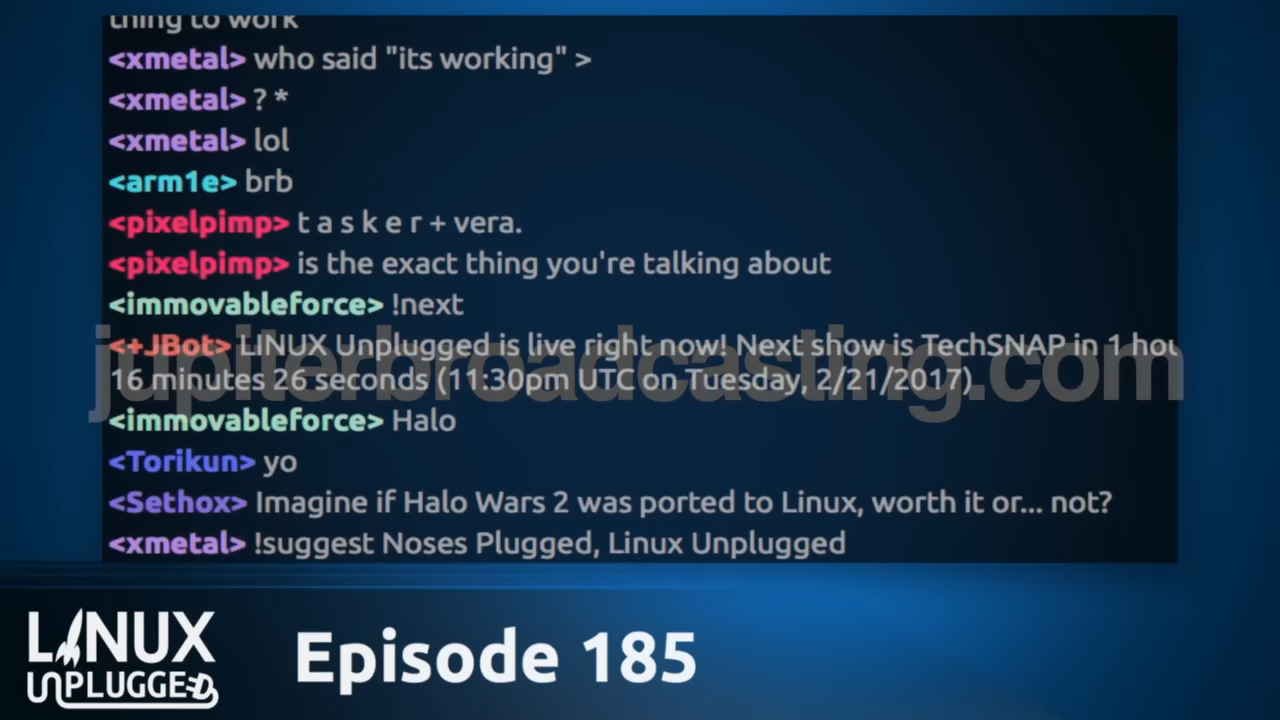 thing to work
<xmetal> who said "its working" >
<xmetal> ? *
<xmetal> lol
<arm1e> brb
<pixelpimp> t a s k e r + vera.
<pixelpimp> is the exact thing you're talking about
<immovableforce> !next
<+JBot> LINUX Unplugged is live right now! Next show is TechSNAP in 1 hou
16 minutes 26 seconds (11:30pm UTC on Tuesday, 2/21/2017)
jupiterbroadcasting.com
<immovableforce> Halo
<Torikun> yo
<Sethox> Imagine if Halo Wars 2 was ported to Linux, worth it or... not?
<xmetal> !suggest Noses Plugged, Linux Unplugged
LINUX
UNPLUGGED
Episode 185